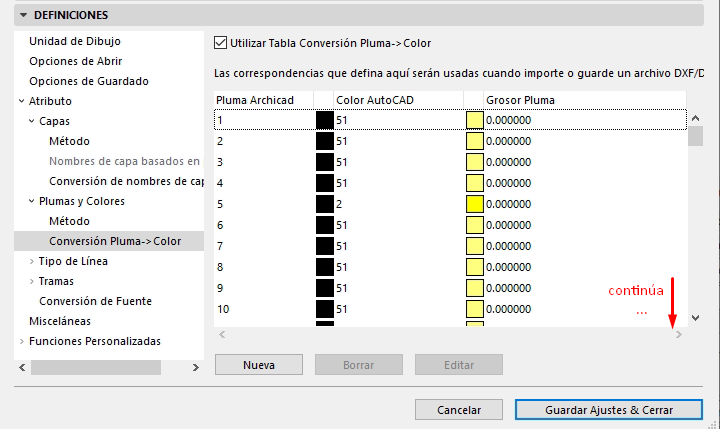 DEFINICIONES
Unidad de Dibujo
Opciones de Abrir
Opciones de Guardado
Atributo
Capas
Método
Nombres de capa basados en
Conversión de nombres de cap
Plumas y Colores
Método
Conversión Pluma->Color
Tipo de Línea
Tramas
Conversión de Fuente
Misceláneas
Funciones Personalizadas
Utilizar Tabla Conversión Pluma->Color
Las correspondencias que defina aquí serán usadas cuando importe o guarde un archivo DXF/D
Pluma Archicad Color AutoCAD Grosor Pluma
1 51 0.000000
2 51 0.000000
3 51 0.000000
4 51 0.000000
5 2 0.000000
6 51 0.000000
7 51 0.000000
8 51 0.000000
9 51 0.000000
10 51 0.000000
continúa
...
Nueva Borrar Editar
Cancelar Guardar Ajustes & Cerrar